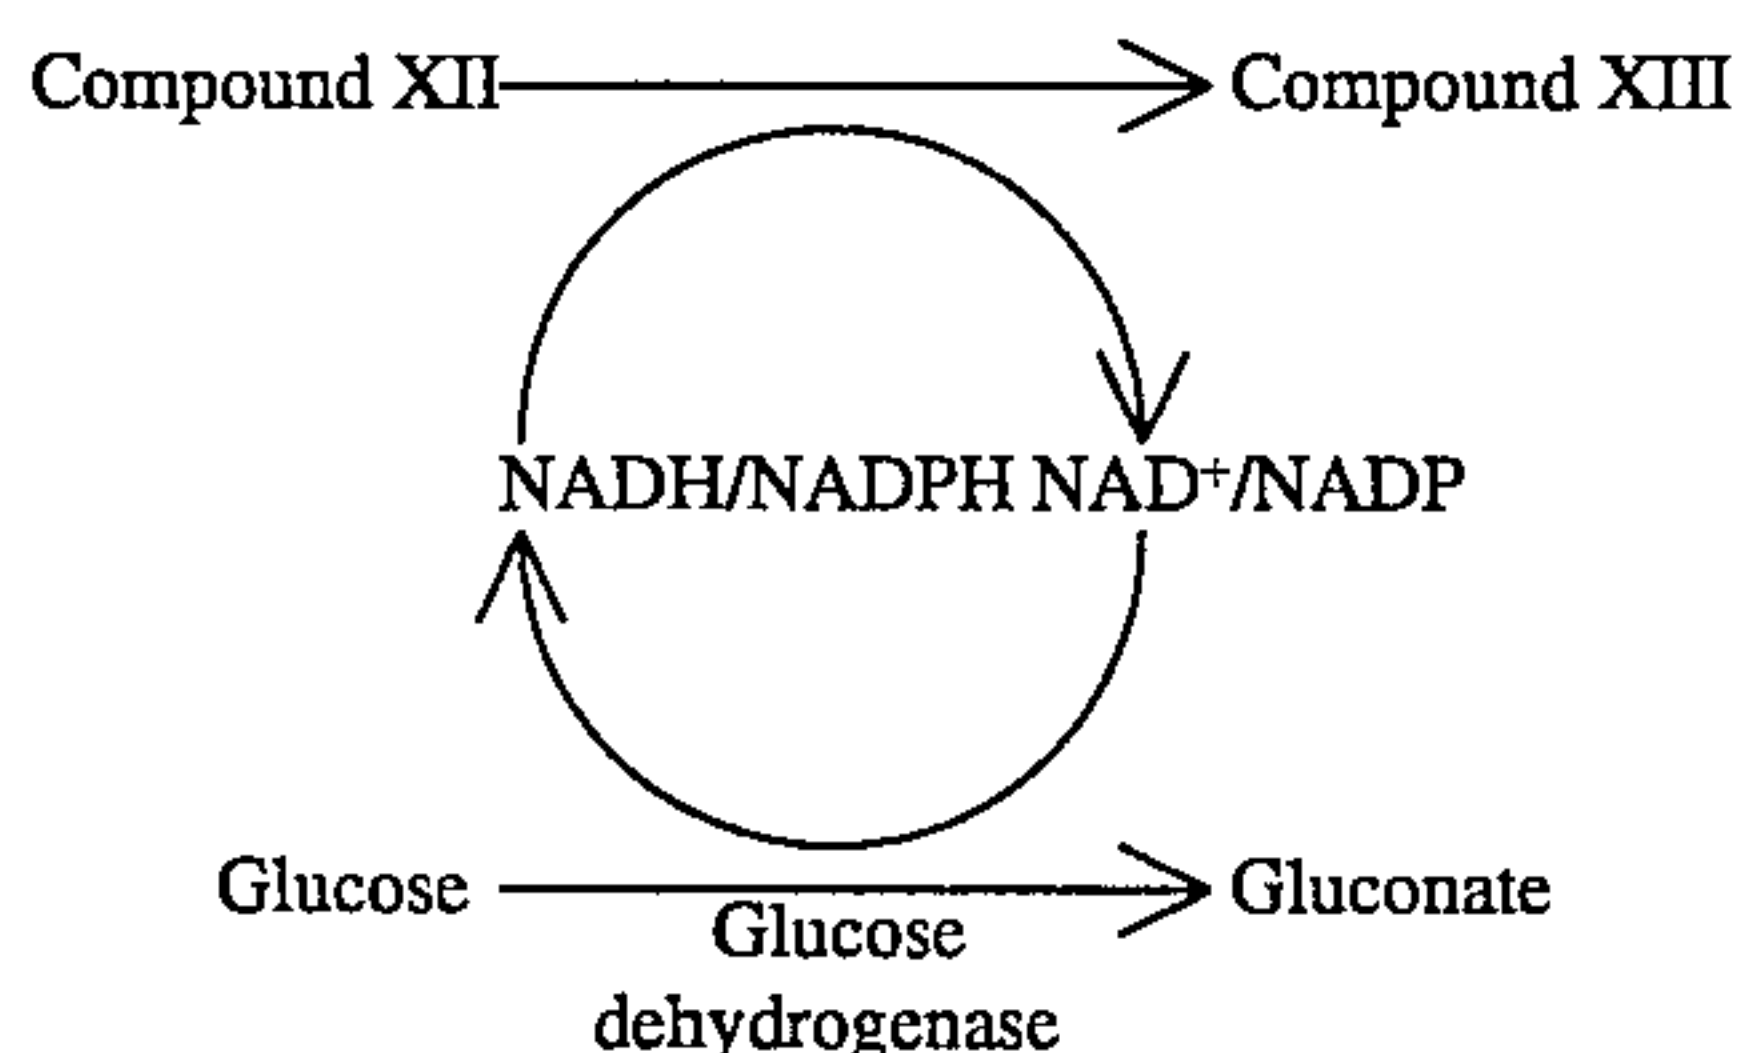 Compound XII Compound XIII
NADH/NADPH NAD⁺/NADP
Glucose Gluconate
Glucose
dehydrogenase